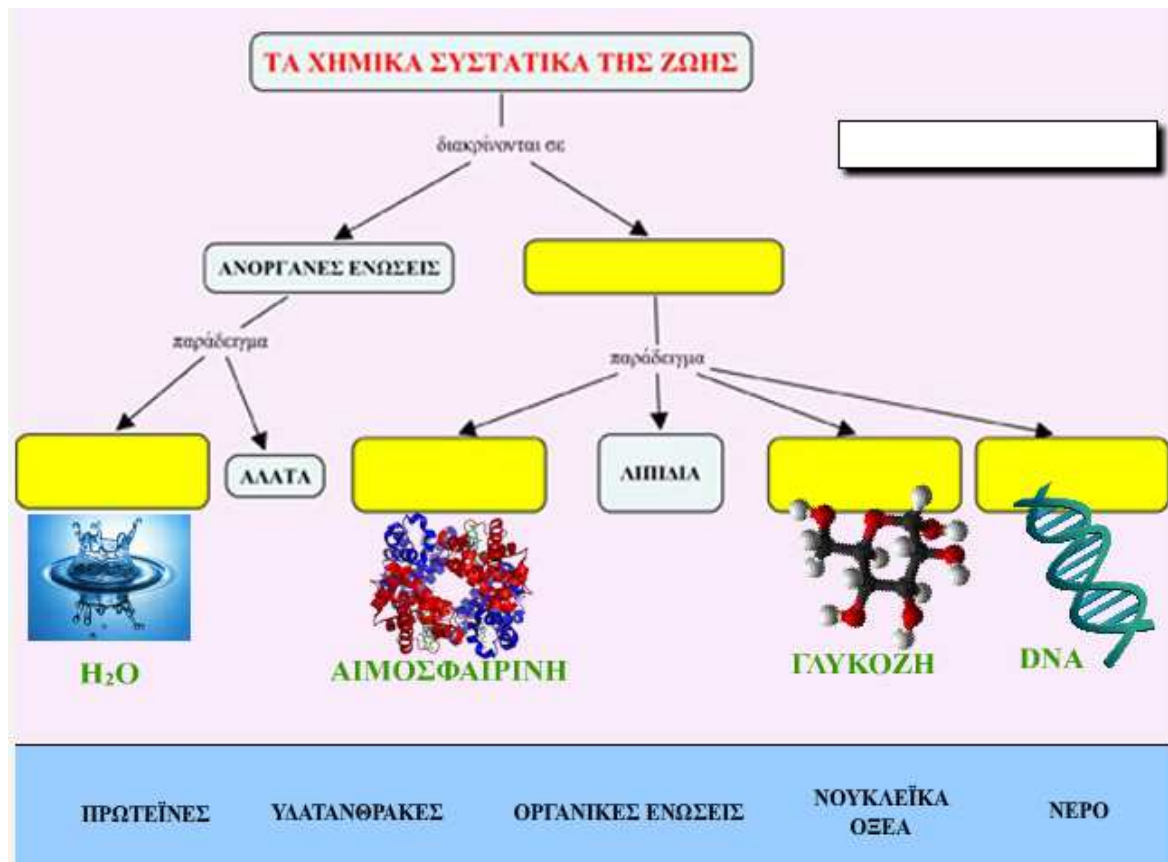 ΤΑ ΧΗΜΙΚΑ ΣΥΣΤΑΤΙΚΑ ΤΗΣ ΖΩΗΣ
διακρίνονται σε
ΑΝΟΡΓΑΝΕΣ ΕΝΩΣΕΙΣ
παράδειγμα
παράδειγμα
ΑΛΑΤΑ
ΛΙΠΙΔΙΑ
H₂O
ΑΙΜΟΣΦΑΙΡΙΝΗ
ΓΛΥΚΟΖΗ
DNA
ΠΡΩΤΕΪΝΕΣ
ΥΔΑΤΑΝΘΡΑΚΕΣ
ΟΡΓΑΝΙΚΕΣ ΕΝΩΣΕΙΣ
ΝΟΥΚΛΕΪΚΑ
ΟΞΕΑ
ΝΕΡΟ